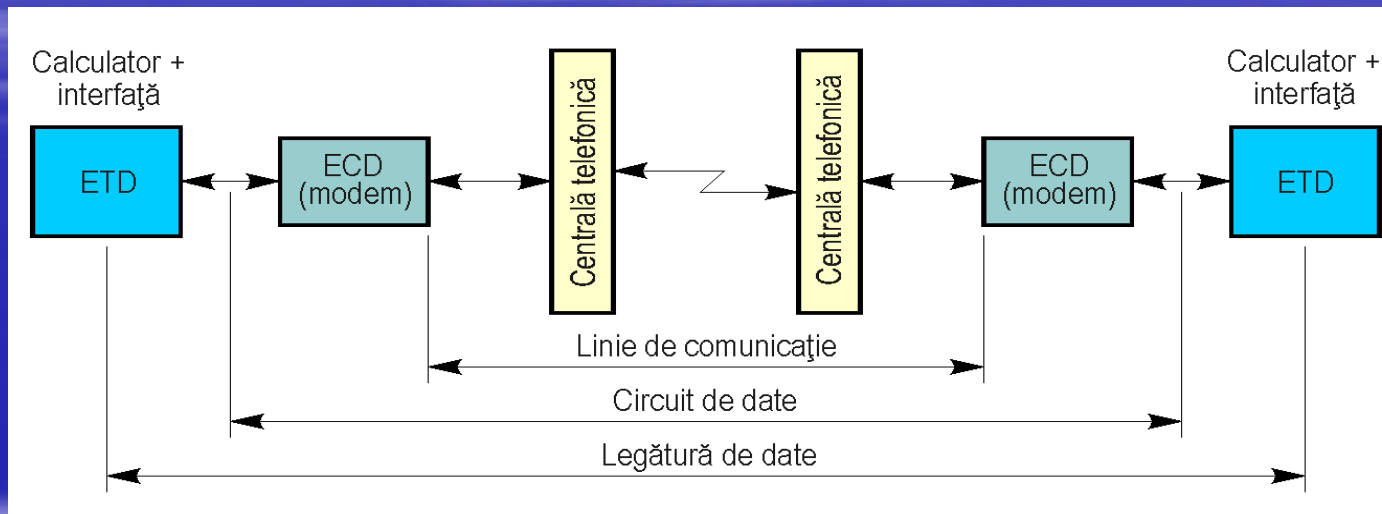 Calculator +
interfaţă
ETD
ECD
(modem)
Centrală telefonică
Centrală telefonică
ECD
(modem)
Calculator +
interfaţă
ETD
Linie de comunicaţie
Circuit de date
Legătură de date